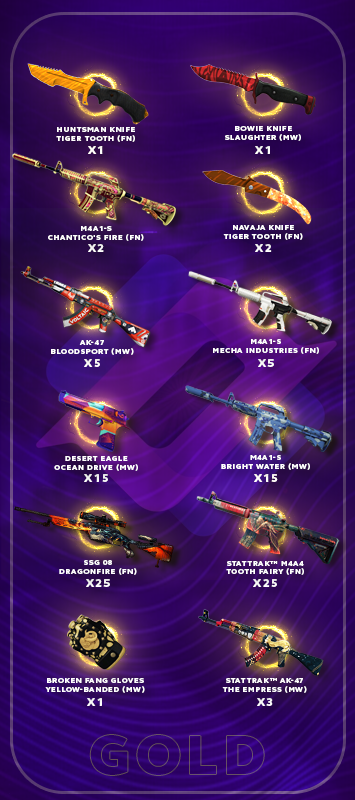 HUNTSMAN KNIFE
TIGER TOOTH (FN)
X1
BOWIE KNIFE
SLAUGHTER (MW)
X1
M4A1-S
CHANTICO'S FIRE (FN)
X2
NAVAJA KNIFE
TIGER TOOTH (FN)
X2
AK-47
BLOODSPORT (MW)
X5
M4A1-S
MECHA INDUSTRIES (FN)
X5
DESERT EAGLE
OCEAN DRIVE (MW)
X15
M4A1-S
BRIGHT WATER (MW)
X15
SSG 08
DRAGONFIRE (FN)
X25
STATTRAK™ M4A4
TOOTH FAIRY (FN)
X25
BROKEN FANG GLOVES
YELLOW-BANDED (MW)
X1
STATTRAK™ AK-47
THE EMPRESS (MW)
X3
GOLD